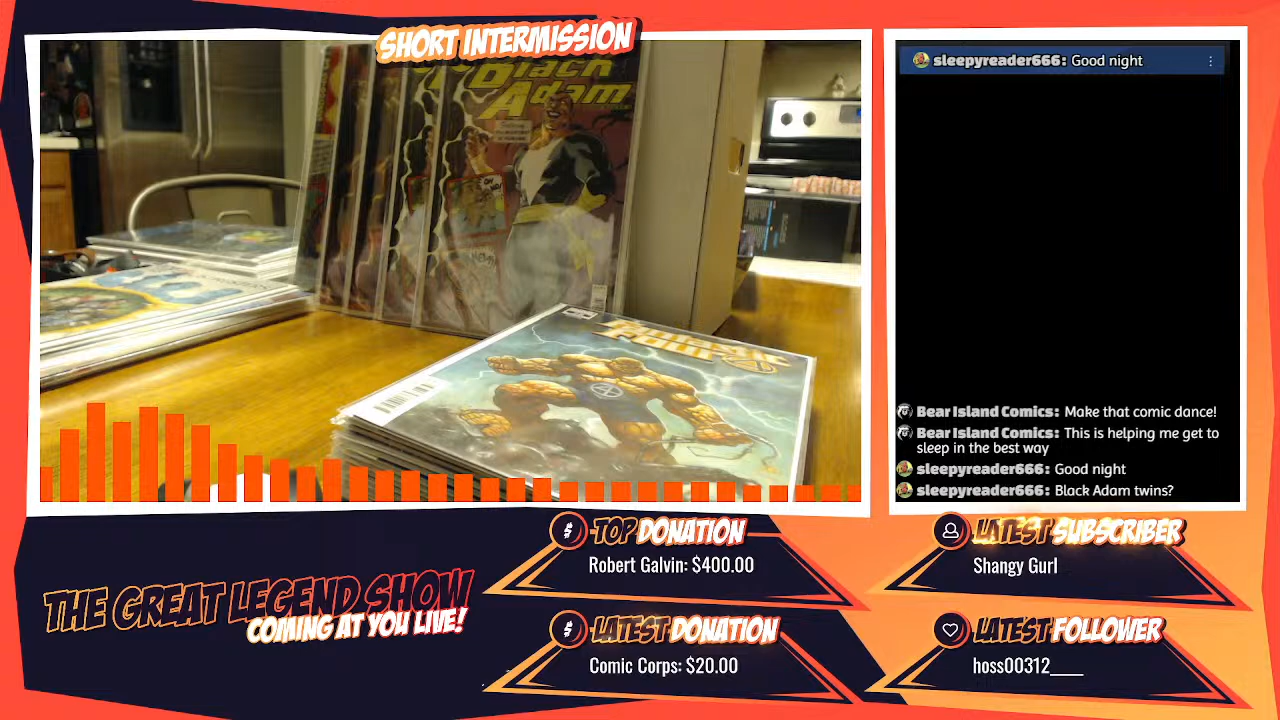 SHORT INTERMISSION
Black
Adam
Fantastic
Four
sleepyreader666: Good night
Bear Island Comics: Make that comic dance!
Bear Island Comics: This is helping me get to
sleep in the best way
sleepyreader666: Good night
sleepyreader666: Black Adam twins?
THE GREAT LEGEND SHOW
COMING AT YOU LIVE!
TOP DONATION
Robert Galvin: $400.00
LATEST DONATION
Comic Corps: $20.00
LATEST SUBSCRIBER
Shangy Gurl
LATEST FOLLOWER
hoss00312____